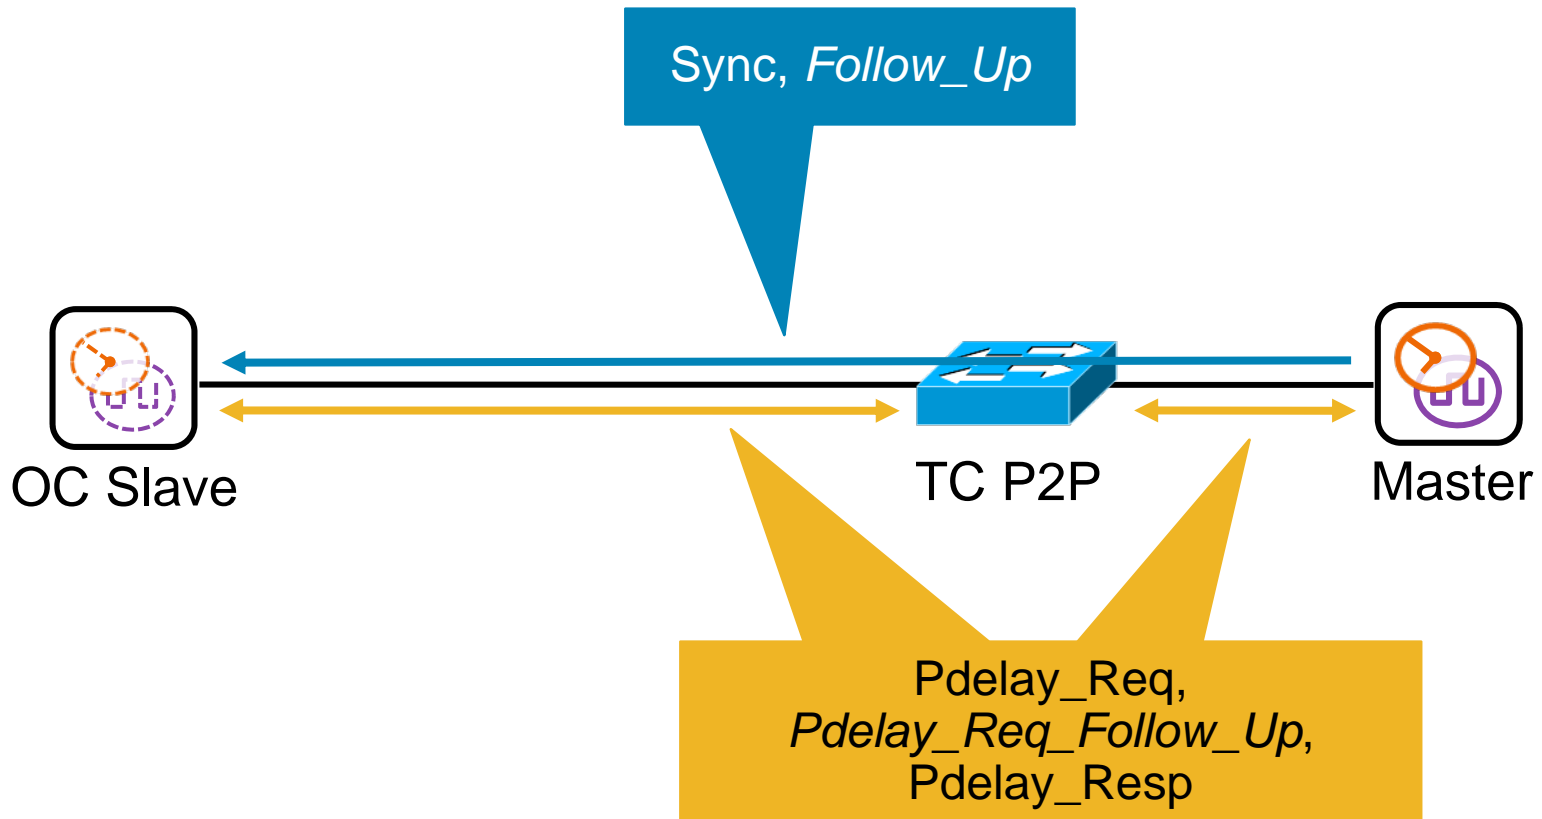 Sync, Follow_Up
OC Slave
TC P2P
Master
Pdelay_Req,
Pdelay_Req_Follow_Up,
Pdelay_Resp